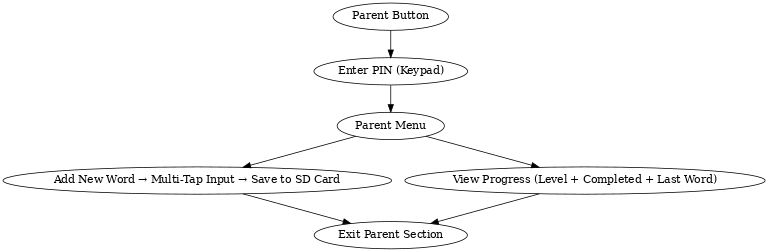 Parent Button
Enter PIN (Keypad)
Parent Menu
Add New Word → Multi-Tap Input → Save to SD Card
View Progress (Level + Completed + Last Word)
Exit Parent Section